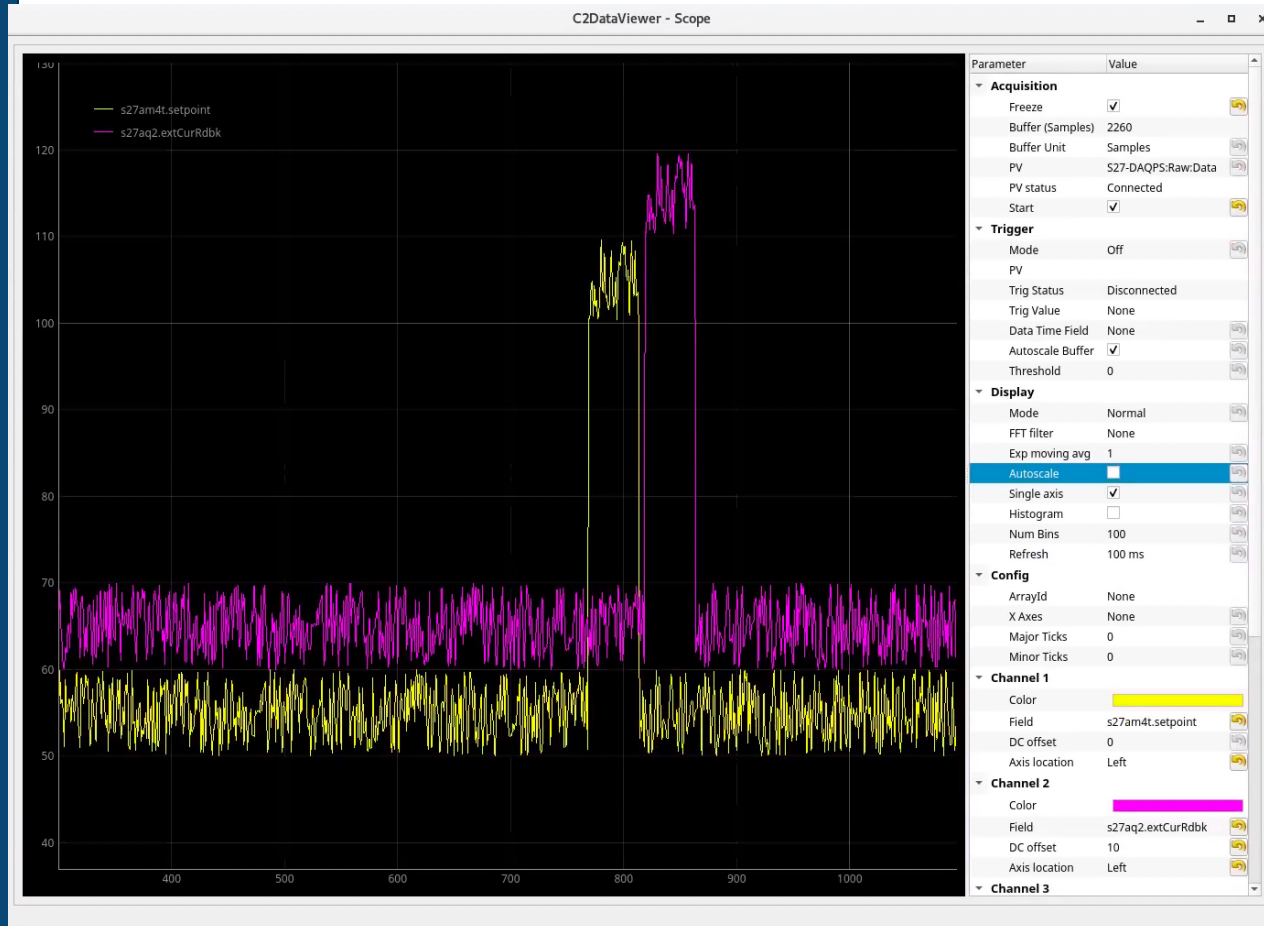 C2DataViewer - Scope
130
120
110
100
90
80
70
60
50
40
400 500 600 700 800 900 1000
s27am4t.setpoint
s27aq2.extCurRdbk
Parameter Value
Acquisition
Freeze
Buffer (Samples) 2260
Buffer Unit Samples
PV S27-DAQPS:Raw:Data
PV status Connected
Start
Trigger
Mode Off
PV
Trig Status Disconnected
Trig Value None
Data Time Field None
Autoscale Buffer
Threshold 0
Display
Mode Normal
FFT filter None
Exp moving avg 1
Autoscale
Single axis
Histogram
Num Bins 100
Refresh 100 ms
Config
ArrayId None
X Axes None
Major Ticks 0
Minor Ticks 0
Channel 1
Color
Field s27am4t.setpoint
DC offset 0
Axis location Left
Channel 2
Color
Field s27aq2.extCurRdbk
DC offset 10
Axis location Left
Channel 3